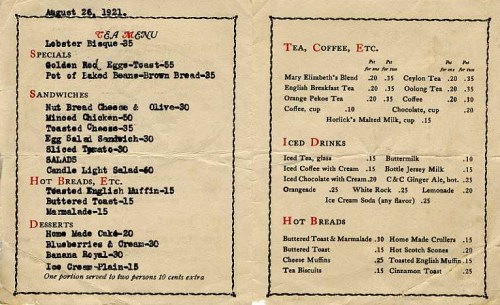 August 26, 1921.
TEA MENU
Lobster Bisque-35
SPECIALS
Golden Rod Eggs-Toast-55
Pot of Baked Beans-Brown Bread-35
SANDWICHES
Nut Bread Cheese & Olive-30
Minced Chicken-50
Toasted Cheese-35
Egg Salad Sandwich-30
Sliced Tomato-30
SALADS
Candle Light Salad-60
HOT BREADS, ETC.
Toasted English Muffin-15
Buttered Toast-15
Marmalade-15
DESSERTS
Home Made Cake-20
Blueberries & Cream-30
Banana Royal-30
Ice Cream-Plain-15
One portion served to two persons 10 cents extra
TEA, COFFEE, ETC.
Pot for one Pot for two Pot for one Pot for two
Mary Elizabeth's Blend .20 .35 Ceylon Tea .20 .35
English Breakfast Tea .20 .35 Oolong Tea .20 .35
Orange Pekoe Tea .20 .35 Coffee .20 .30
Coffee, cup .10 Chocolate, cup .20
Horlick's Malted Milk, cup .15
ICED DRINKS
Iced Tea, glass .15 Buttermilk .10
Iced Coffee with Cream .15 Bottle Jersey Milk .15
Iced Chocolate with Cream .20 C & C Ginger Ale, bot. .25
Orangeade .25 White Rock .25 Lemonade .20
Ice Cream Soda (any flavor) .25
HOT BREADS
Buttered Toast & Marmalade .30 Home Made Crullers .15
Buttered Toast .15 Hot Scotch Scones .20
Cheese Muffins .25 Toasted English Muffin .15
Tea Biscuits .15 Cinnamon Toast .25